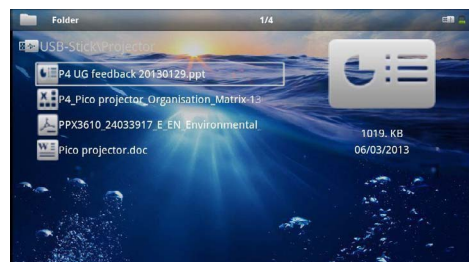 Folder 1/4
USB-Stick\Projector
P4 UG feedback 20130129.ppt
P4_Pico projector_Organisation_Matrix-13
PPX3610_24033917_E_EN_Environmental_
Pico projector.doc
1019. KB
06/03/2013